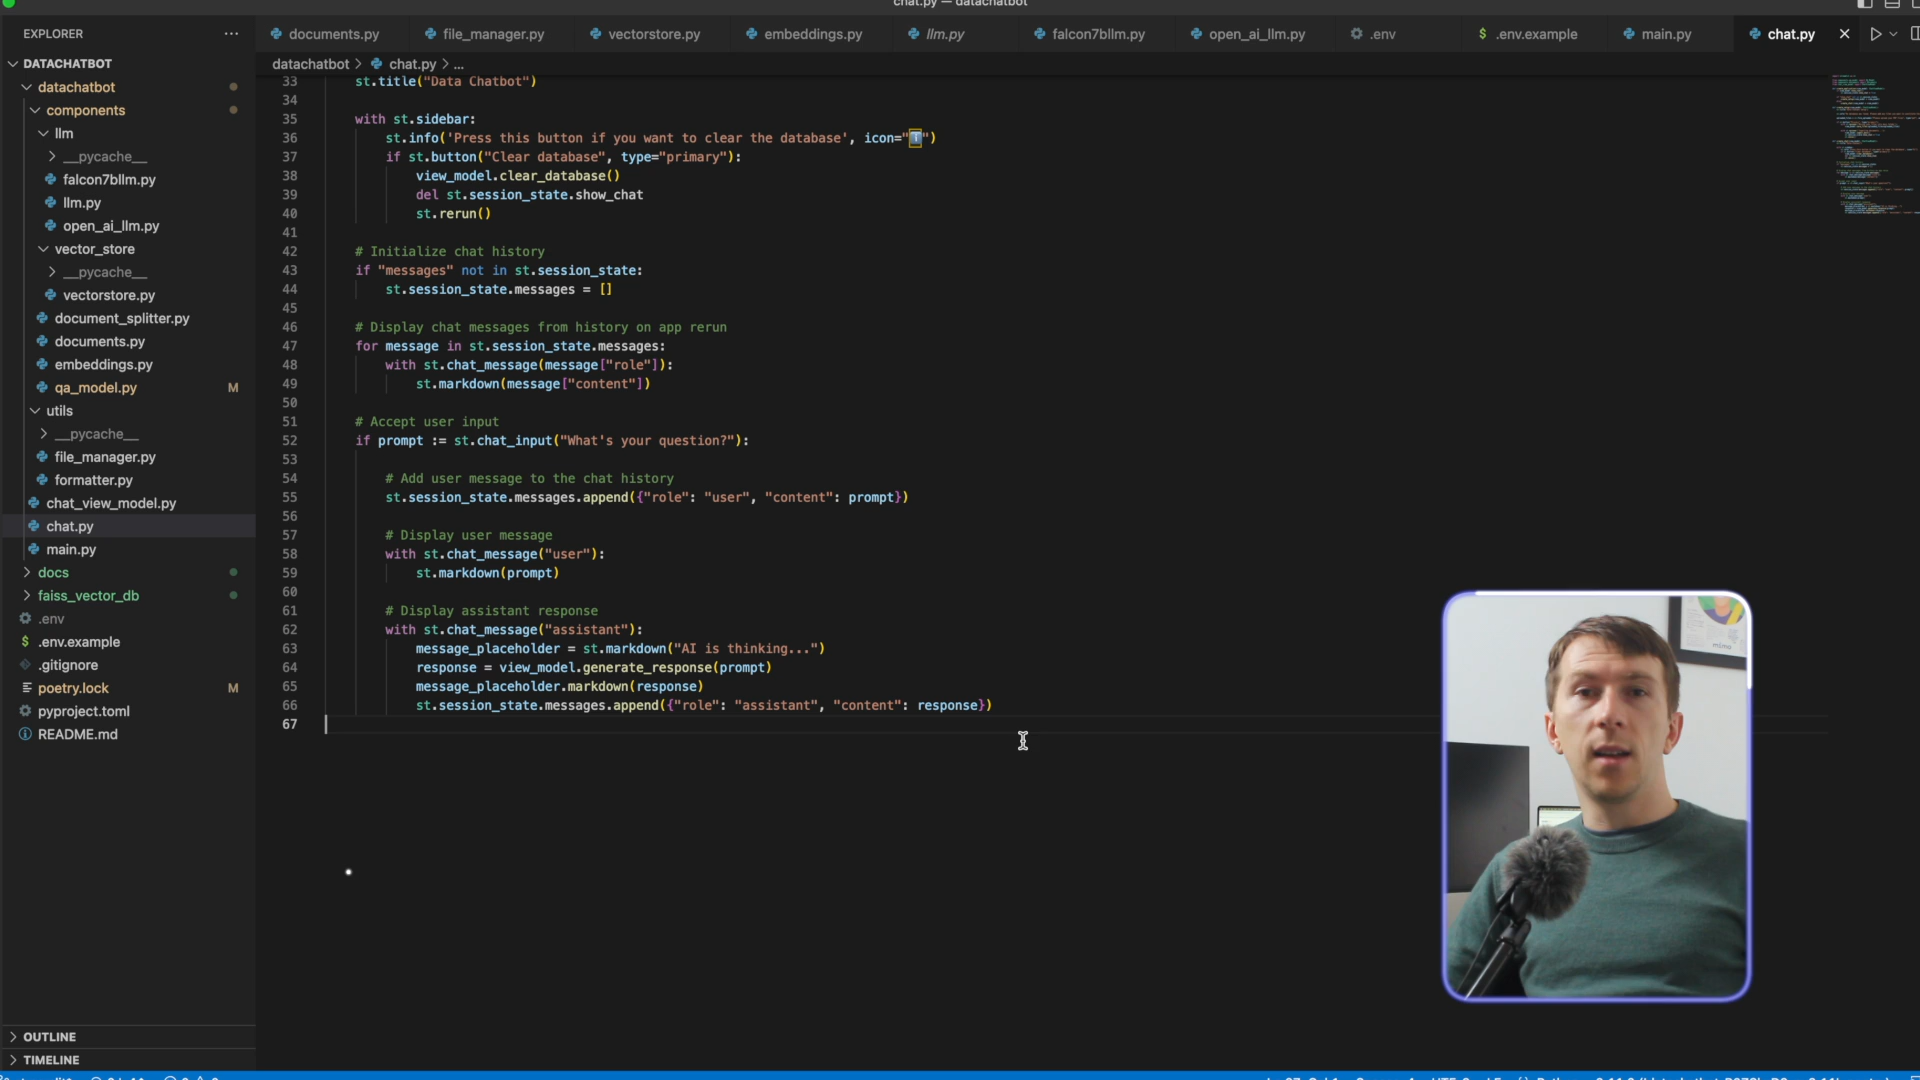 chat.py — datachatbot
EXPLORER
documents.py
file_manager.py
vectorstore.py
embeddings.py
llm.py
falcon7bllm.py
open_ai_llm.py
.env
$ .env.example
main.py
chat.py
DATACHATBOT
datachatbot
components
llm
__pycache__
falcon7bllm.py
llm.py
open_ai_llm.py
vector_store
__pycache__
vectorstore.py
document_splitter.py
documents.py
embeddings.py
qa_model.py M
utils
__pycache__
file_manager.py
formatter.py
chat_view_model.py
chat.py
main.py
docs
faiss_vector_db
.env
$ .env.example
.gitignore
poetry.lock M
pyproject.toml
README.md
OUTLINE
TIMELINE
datachatbot > chat.py > ...
33 st.title("Data Chatbot")
34
35 with st.sidebar:
36 st.info('Press this button if you want to clear the database', icon="ℹ️")
37 if st.button("Clear database", type="primary"):
38 view_model.clear_database()
39 del st.session_state.show_chat
40 st.rerun()
41
42 # Initialize chat history
43 if "messages" not in st.session_state:
44 st.session_state.messages = []
45
46 # Display chat messages from history on app rerun
47 for message in st.session_state.messages:
48 with st.chat_message(message["role"]):
49 st.markdown(message["content"])
50
51 # Accept user input
52 if prompt := st.chat_input("What's your question?"):
53
54 # Add user message to the chat history
55 st.session_state.messages.append({"role": "user", "content": prompt})
56
57 # Display user message
58 with st.chat_message("user"):
59 st.markdown(prompt)
60
61 # Display assistant response
62 with st.chat_message("assistant"):
63 message_placeholder = st.markdown("AI is thinking...")
64 response = view_model.generate_response(prompt)
65 message_placeholder.markdown(response)
66 st.session_state.messages.append({"role": "assistant", "content": response})
67
mimo